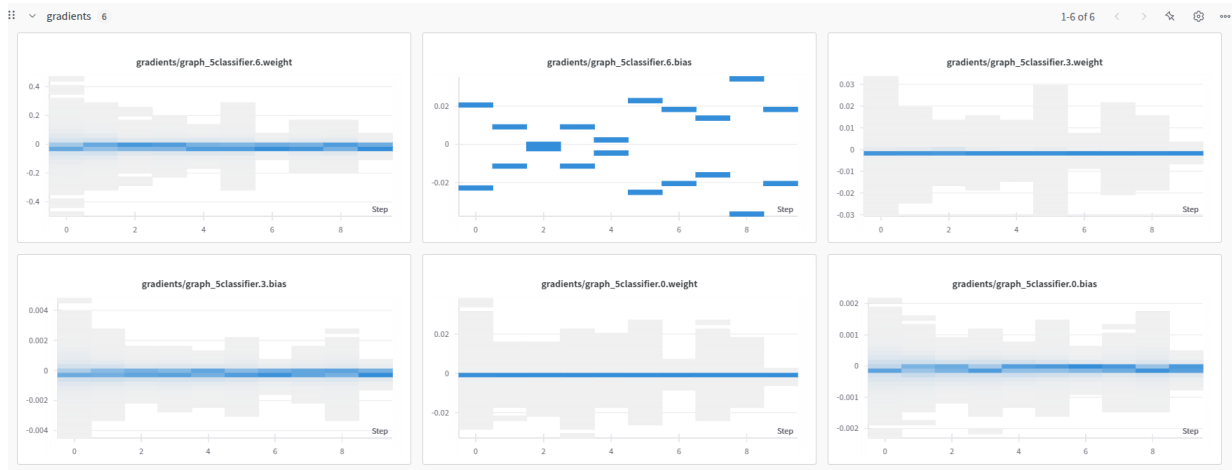 gradients 6 1-6 of 6
gradients/graph_5classifier.6.weight
0.4
0.2
0
-0.2
-0.4
Step
0 2 4 6 8
gradients/graph_5classifier.6.bias
0.02
0
-0.02
Step
0 2 4 6 8
gradients/graph_5classifier.3.weight
0.03
0.02
0.01
0
-0.01
-0.02
-0.03
Step
0 2 4 6 8
gradients/graph_5classifier.3.bias
0.004
0.002
0
-0.002
-0.004
Step
0 2 4 6 8
gradients/graph_5classifier.0.weight
0.02
0
-0.02
Step
0 2 4 6 8
gradients/graph_5classifier.0.bias
0.002
0.001
0
-0.001
-0.002
Step
0 2 4 6 8